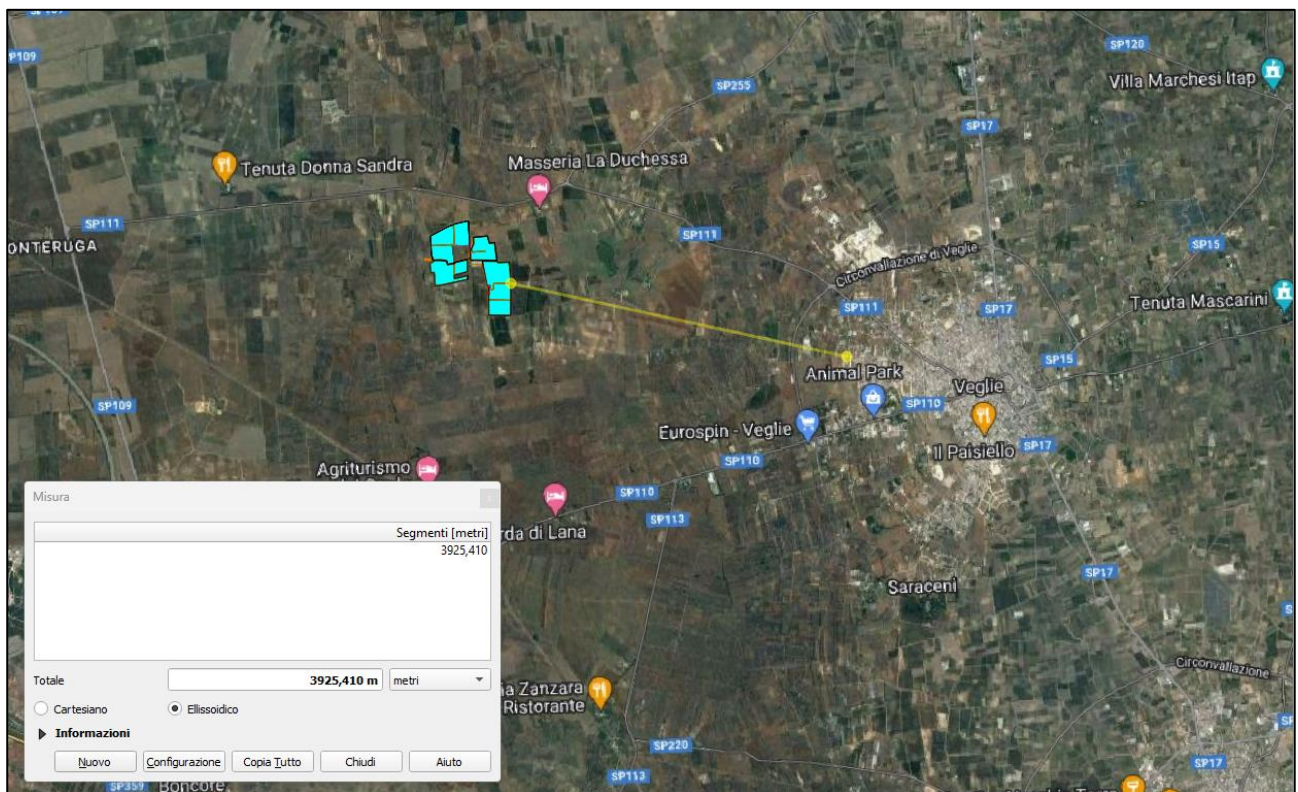 SP109
SP120
Villa Marchesi Itap
SP255
SP17
Masseria La Duchessa
Tenuta Donna Sandra
SP111
SP111
SP15
ONTERUGA
Circonvallazione di Veglie
Tenuta Mascarini
SP111
SP17
SP15
Animal Park
Veglie
SP109
SP110
Eurospin - Veglie
Il Paisiello
SP17
SP110
Agriturismo
SP110
SP113
rda di Lana
Saraceni
SP17
Circonvallazione
ia Zanzara
Ristorante
SP220
SP113
SP17
SP359
Boncore
Misura
Segmenti [metri]
3925,410
Totale
3925,410 m
metri
Cartesiano
Ellissoidico
Informazioni
Nuovo
Configurazione
Copia Tutto
Chiudi
Aiuto